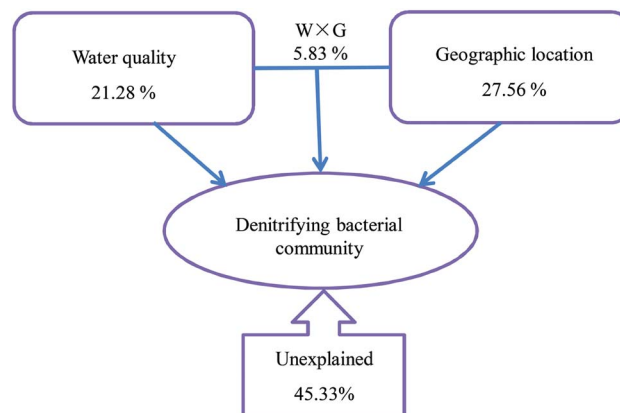 W×G
5.83 %
Water quality
21.28 %
Geographic location
27.56 %
Denitrifying bacterial
community
Unexplained
45.33%